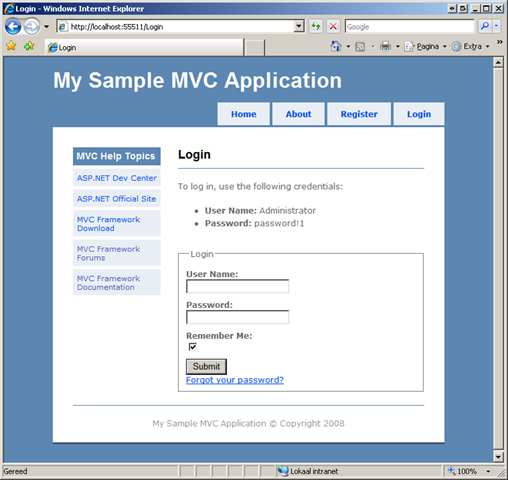 Login - Windows Internet Explorer
http://localhost:55511/Login
Google
Login
Pagina
Extra
My Sample MVC Application
Home About Register Login
MVC Help Topics
ASP.NET Dev Center
ASP.NET Official Site
MVC Framework
Download
MVC Framework
Forums
MVC Framework
Documentation
Login
To log in, use the following credentials:
User Name: Administrator
Password: password!1
Login
User Name:
Password:
Remember Me:
Submit
Forgot your password?
My Sample MVC Application © Copyright 2008
Gereed
Lokaal intranet
100%